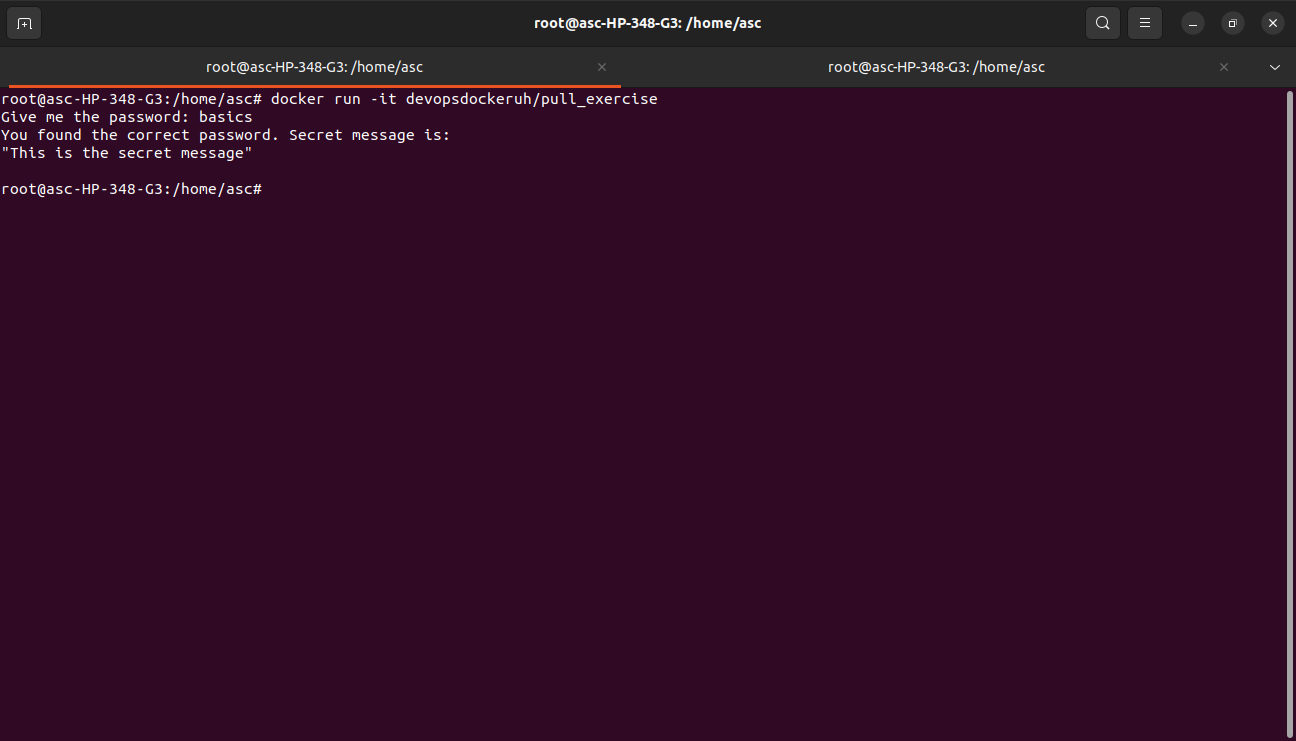 root@asc-HP-348-G3: /home/asc
root@asc-HP-348-G3: /home/asc
root@asc-HP-348-G3: /home/asc
root@asc-HP-348-G3:/home/asc# docker run -it devopsdockeruh/pull_exercise
Give me the password: basics
You found the correct password. Secret message is:
"This is the secret message"
root@asc-HP-348-G3:/home/asc#